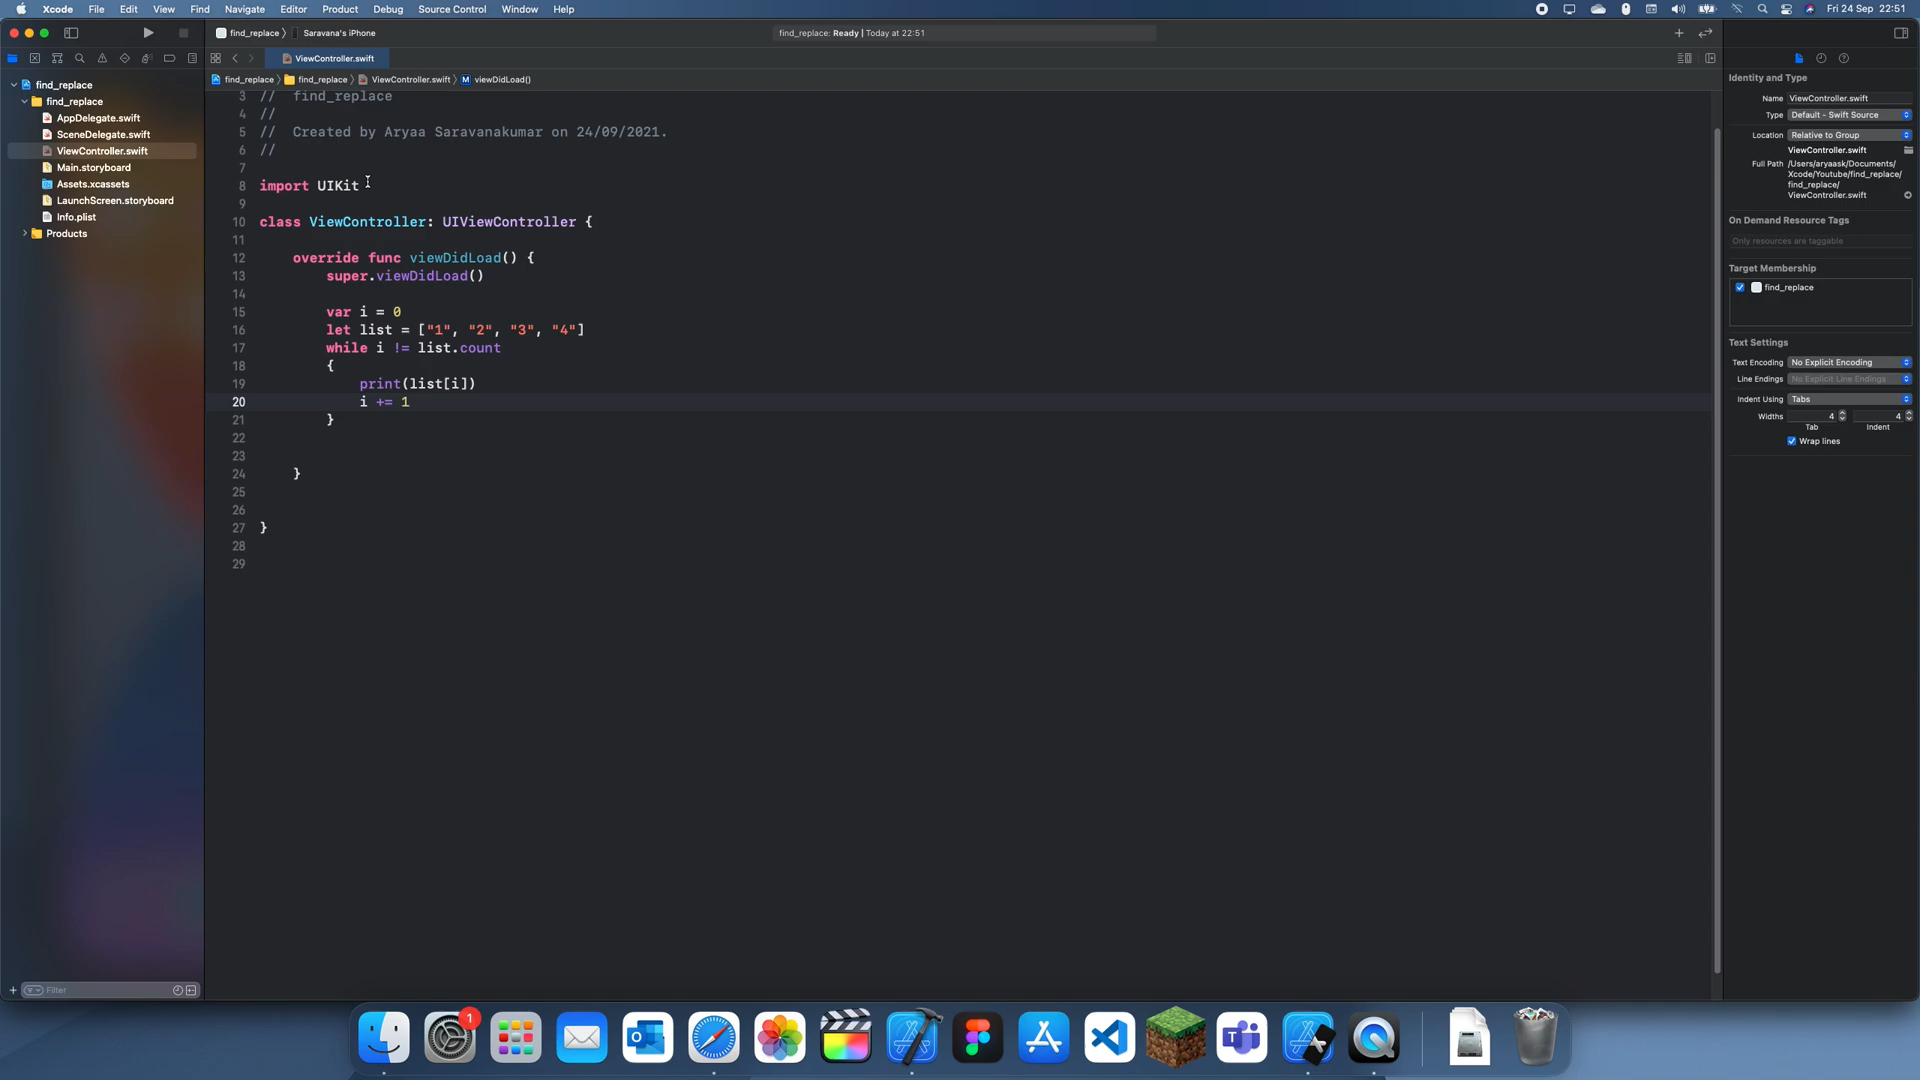 Xcode File Edit View Find Navigate Editor Product Debug Source Control Window Help
Fri 24 Sep 22:51
find_replace 〉 Saravana's iPhone
find_replace: Ready | Today at 22:51
ViewController.swift
find_replace 〉 find_replace 〉 ViewController.swift 〉 M viewDidLoad()
find_replace
find_replace
AppDelegate.swift
SceneDelegate.swift
ViewController.swift
Main.storyboard
Assets.xcassets
LaunchScreen.storyboard
Info.plist
Products
Filter
3 //  find_replace
4 //
5 //  Created by Aryaa Saravanakumar on 24/09/2021.
6 //
7
8 import UIKit
9
10 class ViewController: UIViewController {
11
12     override func viewDidLoad() {
13         super.viewDidLoad()
14
15         var i = 0
16         let list = ["1", "2", "3", "4"]
17         while i != list.count
18         {
19             print(list[i])
20             i += 1
21         }
22
23
24     }
25
26
27 }
28
29
Identity and Type
Name ViewController.swift
Type Default - Swift Source
Location Relative to Group
ViewController.swift
Full Path /Users/aryaask/Documents/
Xcode/Youtube/find_replace/
find_replace/
ViewController.swift
On Demand Resource Tags
Only resources are taggable
Target Membership
find_replace
Text Settings
Text Encoding No Explicit Encoding
Line Endings No Explicit Line Endings
Indent Using Tabs
Widths 4 4
Tab Indent
Wrap lines
1